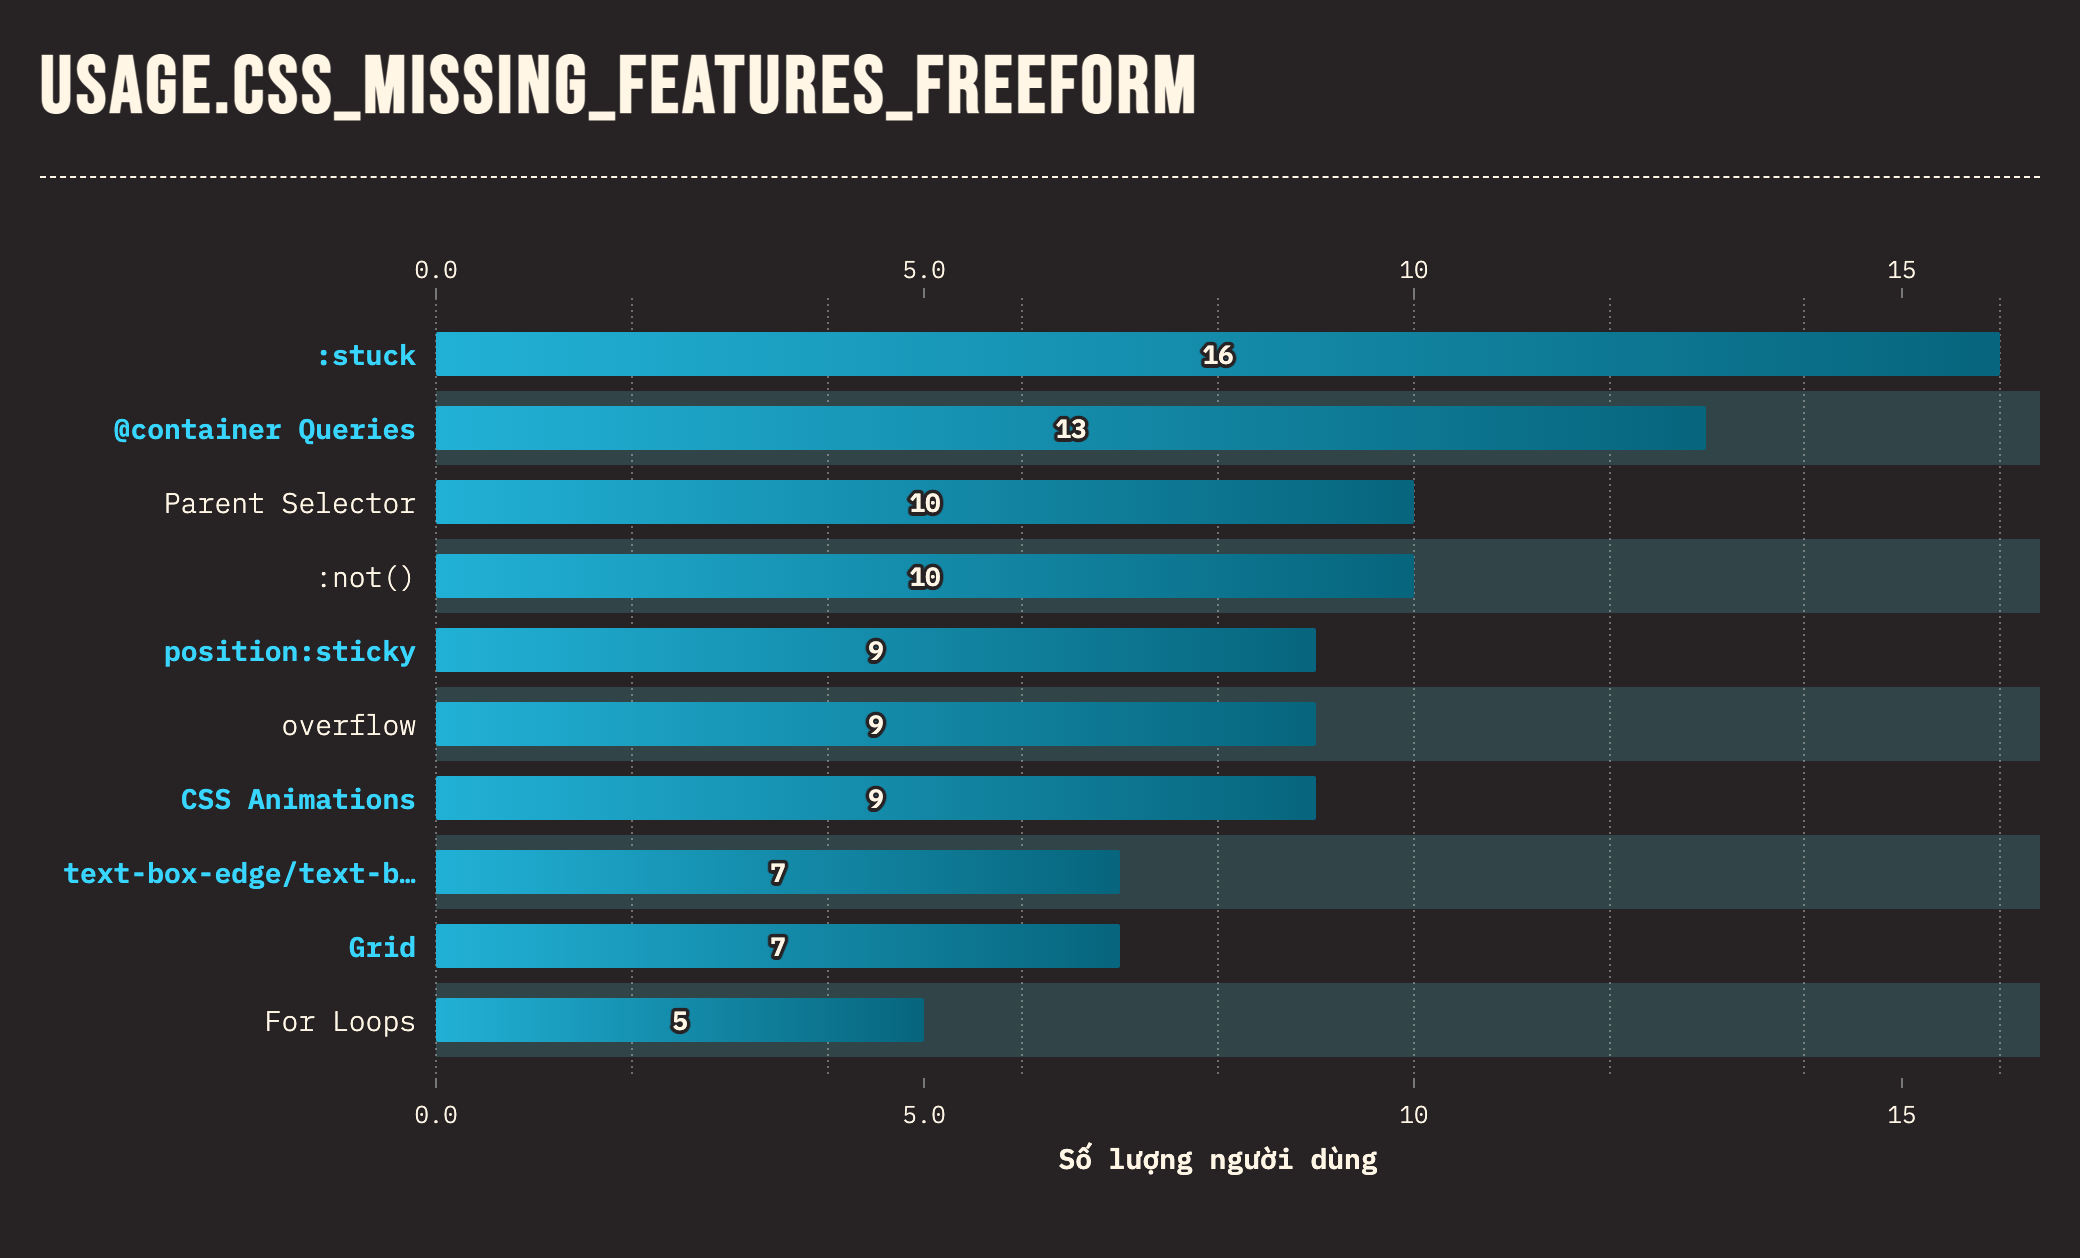 USAGE.CSS_MISSING_FEATURES_FREEFORM
0.0 5.0 10 15
:stuck 16
@container Queries 13
Parent Selector 10
:not() 10
position:sticky 9
overflow 9
CSS Animations 9
text-box-edge/text-b… 7
Grid 7
For Loops 5
0.0 5.0 10 15
Số lượng người dùng